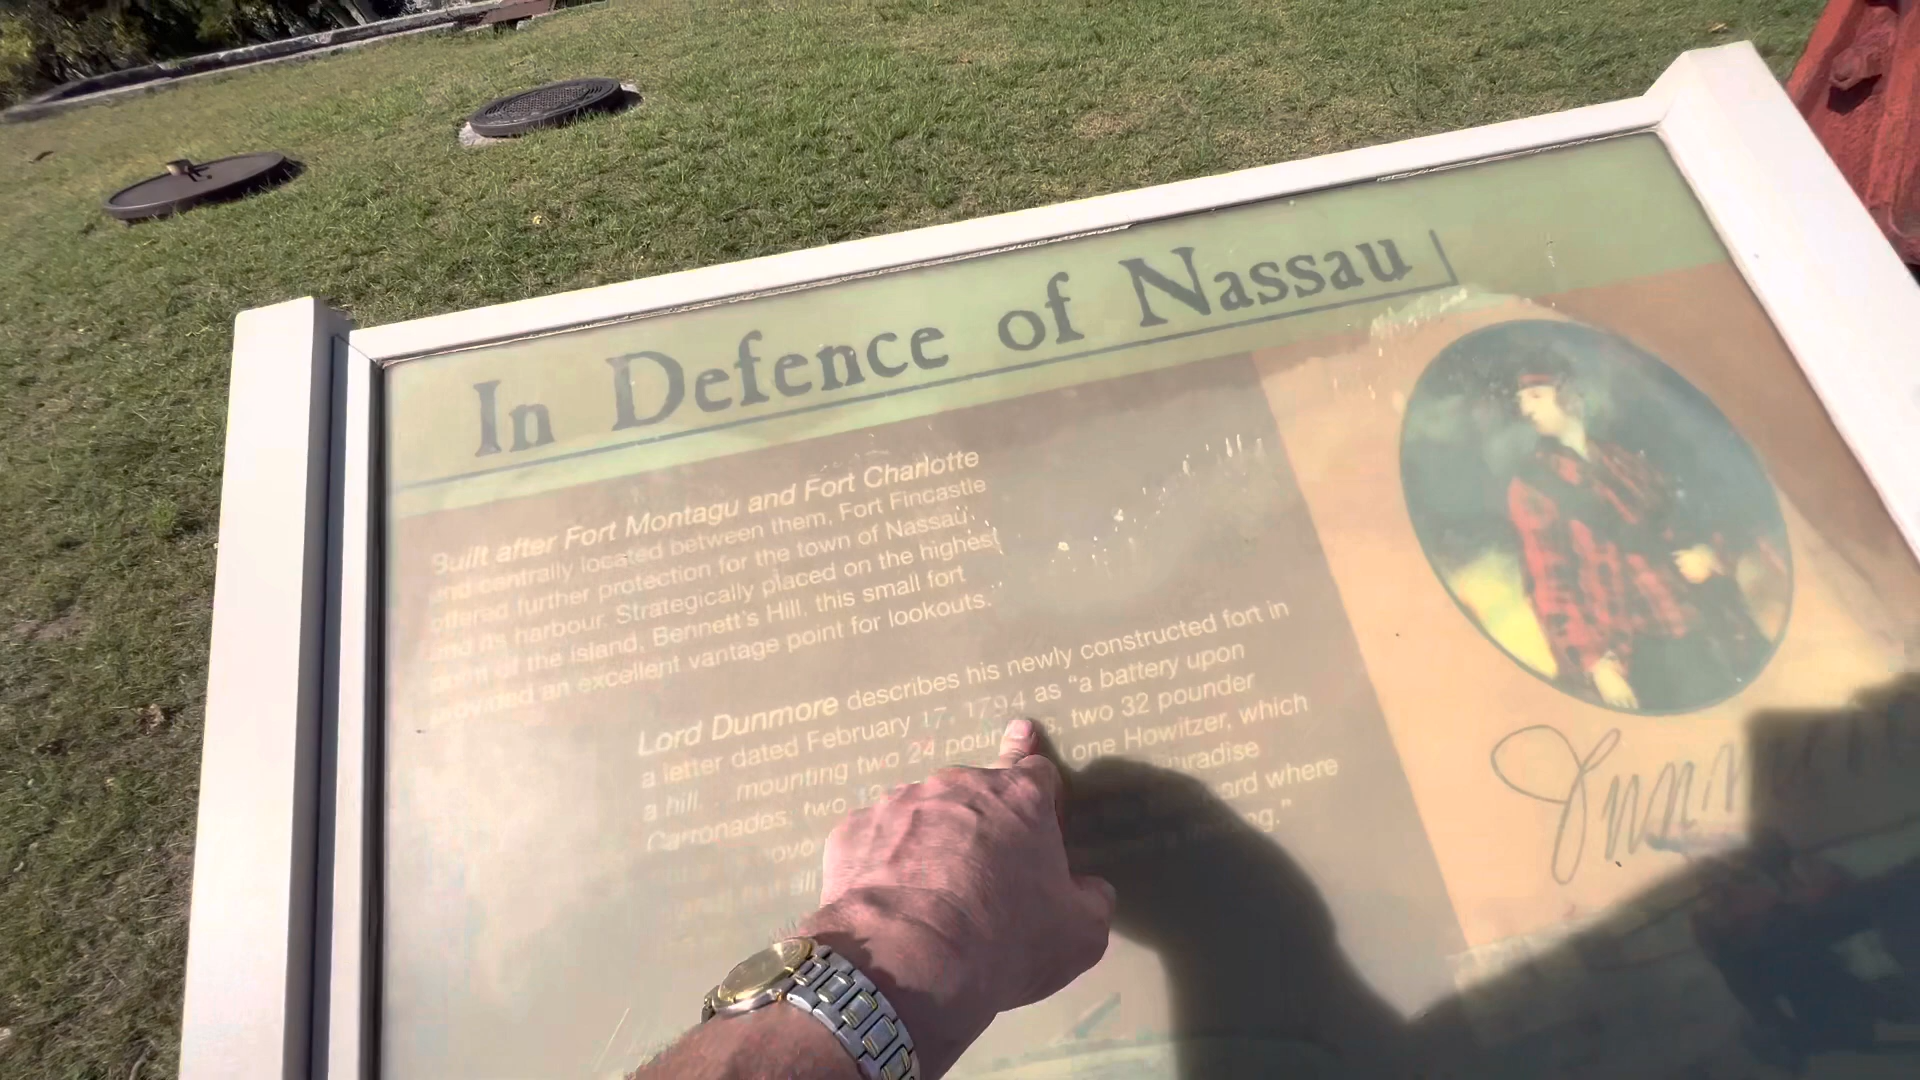 In Defence of Nassau
Built after Fort Montagu and Fort Charlotte
and centrally located between them, Fort Fincastle
offered further protection for the town of Nassau
and its harbour. Strategically placed on the highest
point of the island, Bennett's Hill, this small fort
provided an excellent vantage point for lookouts.
Lord Dunmore describes his newly constructed fort in
a letter dated February 17, 1794 as "a battery upon
a hill... mounting two 24 pounders, two 32 pounder
Carronades; two 12 one Howitzer, which
where